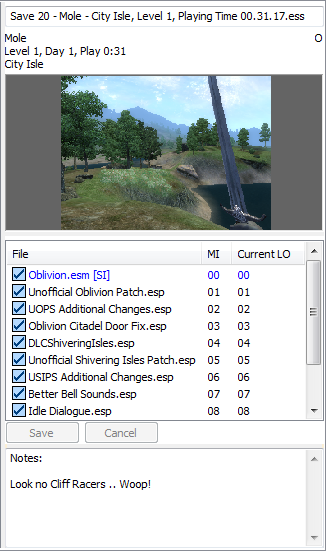 Save 20 - Mole - City Isle, Level 1, Playing Time 00.31.17.ess
Mole O
Level 1, Day 1, Play 0:31
City Isle
File MI Current LO
Oblivion.esm [SI] 00 00
Unofficial Oblivion Patch.esp 01 01
UOPS Additional Changes.esp 02 02
Oblivion Citadel Door Fix.esp 03 03
DLCShiveringIsles.esp 04 04
Unofficial Shivering Isles Patch.esp 05 05
USIPS Additional Changes.esp 06 06
Better Bell Sounds.esp 07 07
Idle Dialogue.esp 08 08
Save Cancel
Notes:
Look no Cliff Racers .. Woop!